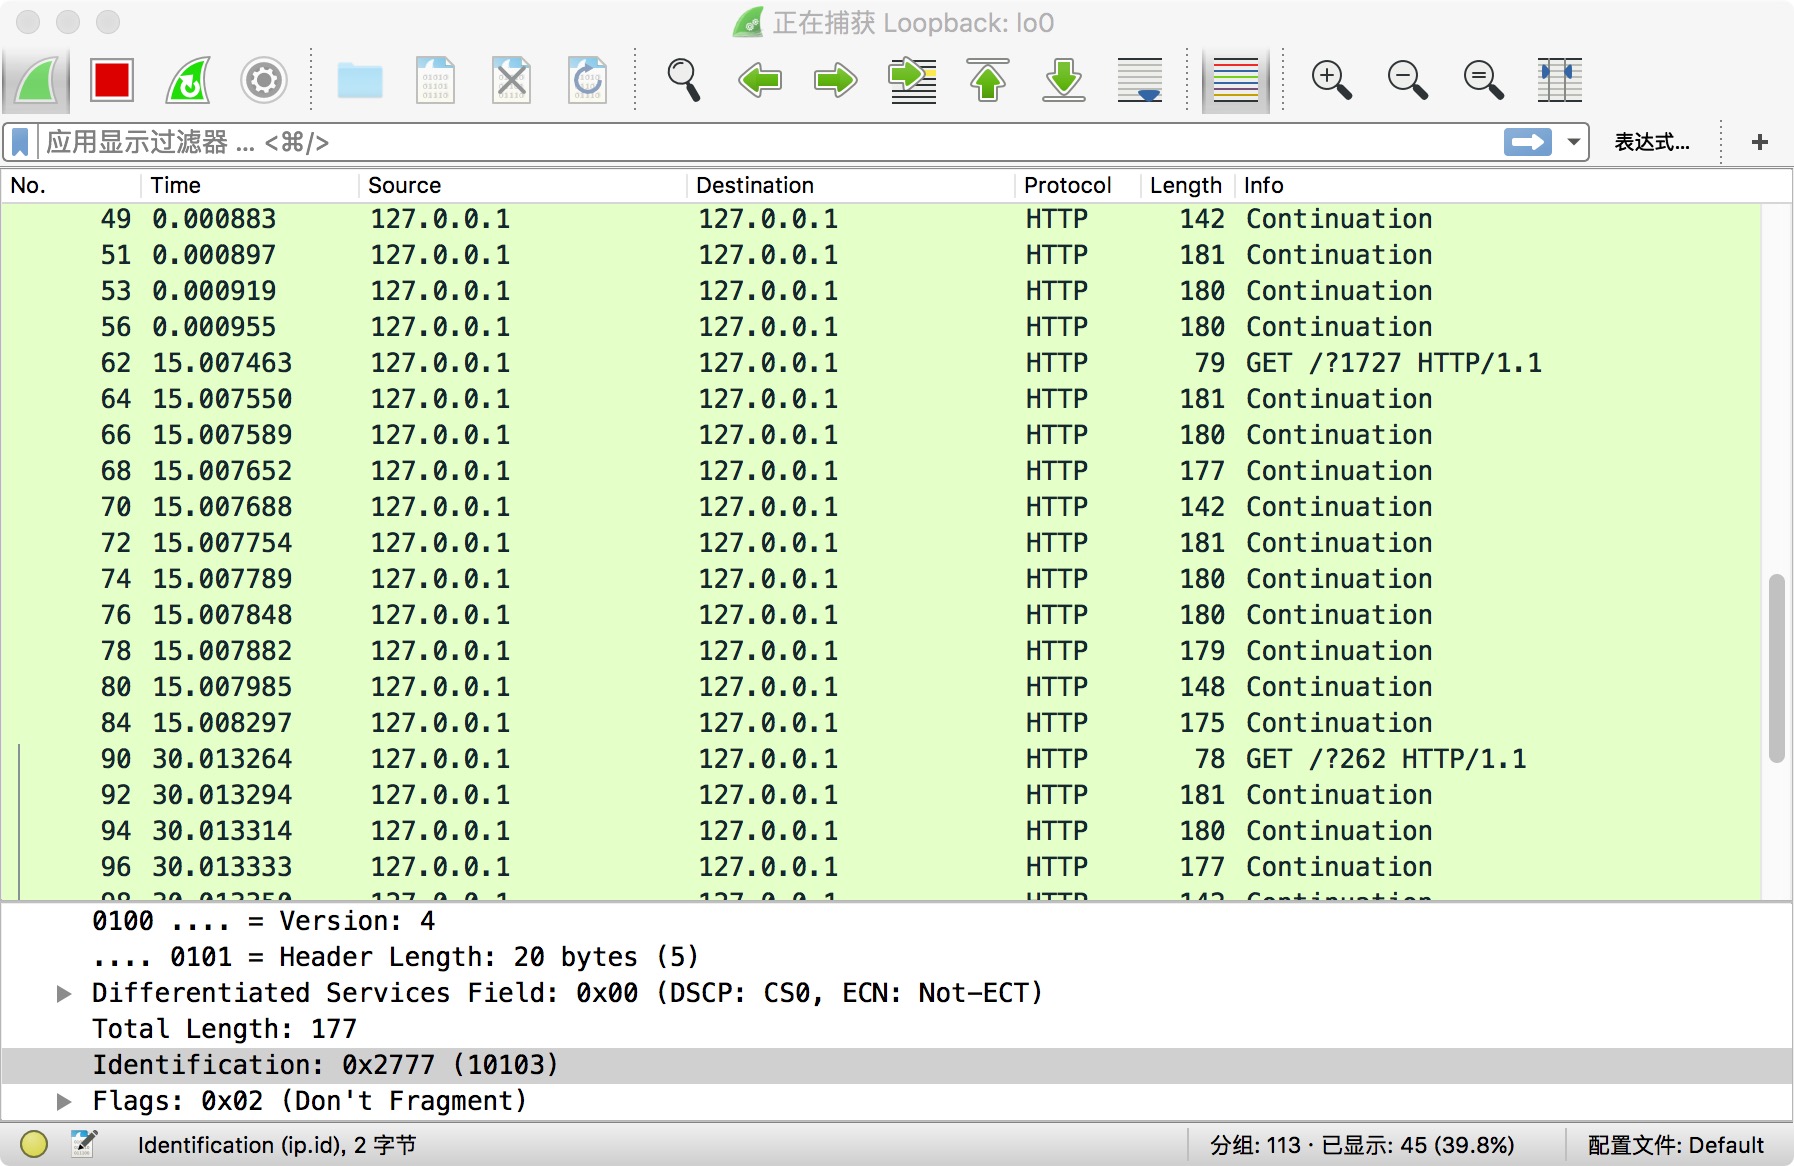 正在捕获 Loopback: lo0
应用显示过滤器 ... <⌘/> 表达式... +
No. Time Source Destination Protocol Length Info
49 0.000883 127.0.0.1 127.0.0.1 HTTP 142 Continuation
51 0.000897 127.0.0.1 127.0.0.1 HTTP 181 Continuation
53 0.000919 127.0.0.1 127.0.0.1 HTTP 180 Continuation
56 0.000955 127.0.0.1 127.0.0.1 HTTP 180 Continuation
62 15.007463 127.0.0.1 127.0.0.1 HTTP 79 GET /?1727 HTTP/1.1
64 15.007550 127.0.0.1 127.0.0.1 HTTP 181 Continuation
66 15.007589 127.0.0.1 127.0.0.1 HTTP 180 Continuation
68 15.007652 127.0.0.1 127.0.0.1 HTTP 177 Continuation
70 15.007688 127.0.0.1 127.0.0.1 HTTP 142 Continuation
72 15.007754 127.0.0.1 127.0.0.1 HTTP 181 Continuation
74 15.007789 127.0.0.1 127.0.0.1 HTTP 180 Continuation
76 15.007848 127.0.0.1 127.0.0.1 HTTP 180 Continuation
78 15.007882 127.0.0.1 127.0.0.1 HTTP 179 Continuation
80 15.007985 127.0.0.1 127.0.0.1 HTTP 148 Continuation
84 15.008297 127.0.0.1 127.0.0.1 HTTP 175 Continuation
90 30.013264 127.0.0.1 127.0.0.1 HTTP 78 GET /?262 HTTP/1.1
92 30.013294 127.0.0.1 127.0.0.1 HTTP 181 Continuation
94 30.013314 127.0.0.1 127.0.0.1 HTTP 180 Continuation
96 30.013333 127.0.0.1 127.0.0.1 HTTP 177 Continuation
0100 .... = Version: 4
.... 0101 = Header Length: 20 bytes (5)
Differentiated Services Field: 0x00 (DSCP: CS0, ECN: Not-ECT)
Total Length: 177
Identification: 0x2777 (10103)
Flags: 0x02 (Don't Fragment)
Identification (ip.id), 2 字节 分组: 113 · 已显示: 45 (39.8%) 配置文件: Default